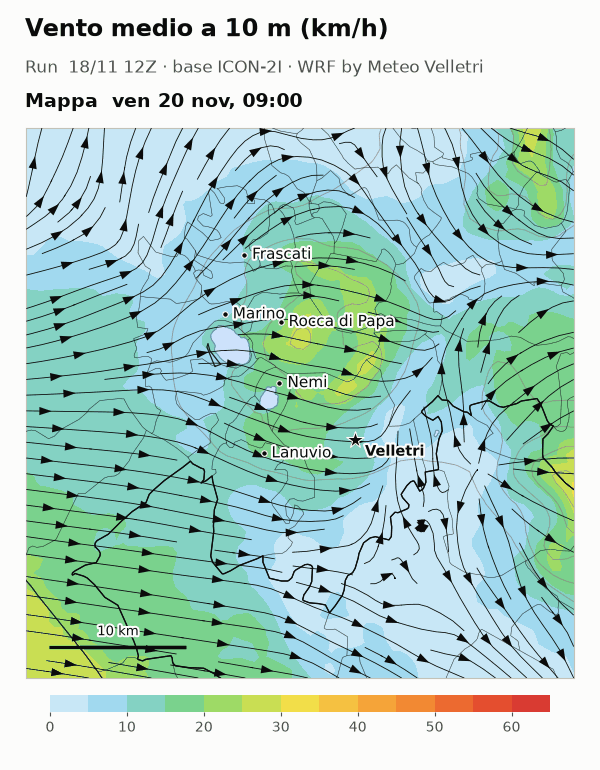 Vento medio a 10 m (km/h)
Run  18/11 12Z · base ICON-2I · WRF by Meteo Velletri
Mappa  ven 20 nov, 09:00
Frascati
Marino
Rocca di Papa
Nemi
Velletri
Lanuvio
10 km
0 10 20 30 40 50 60